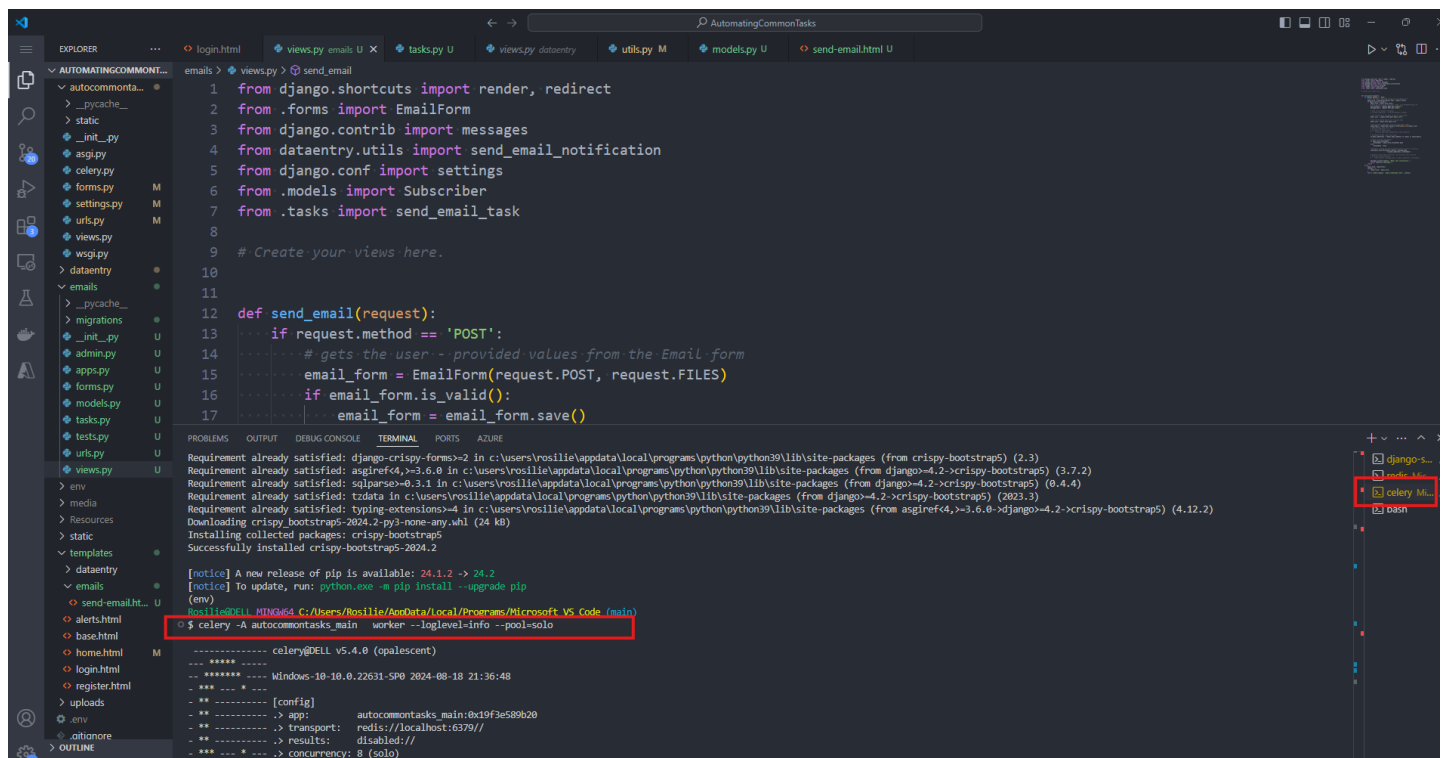 AutomatingCommonTasks
EXPLORER
login.html
views.py emails U
tasks.py U
views.py dataentry
utils.py M
models.py U
send-email.html U
AUTOMATINGCOMMONT...
autocommonta...
__pycache__
static
__init__.py
asgi.py
celery.py
forms.py M
settings.py M
urls.py M
views.py
wsgi.py
dataentry
emails
__pycache__
migrations
__init__.py U
admin.py U
apps.py U
forms.py U
models.py U
tasks.py U
tests.py U
urls.py U
views.py U
env
media
Resources
static
templates
dataentry
emails
send-email.ht... U
alerts.html
base.html
home.html M
login.html
register.html
uploads
.env
.gitignore
OUTLINE
20
3
emails > views.py > send_email
1 from django.shortcuts import render, redirect
2 from .forms import EmailForm
3 from django.contrib import messages
4 from dataentry.utils import send_email_notification
5 from django.conf import settings
6 from .models import Subscriber
7 from .tasks import send_email_task
8
9 # Create your views here.
10
11
12 def send_email(request):
13 if request.method == 'POST':
14 # gets the user - provided values from the Email form
15 email_form = EmailForm(request.POST, request.FILES)
16 if email_form.is_valid():
17 email_form = email_form.save()
PROBLEMS OUTPUT DEBUG CONSOLE TERMINAL PORTS AZURE
Requirement already satisfied: django-crispy-forms>=2 in c:\users\rosilie\appdata\local\programs\python\python39\lib\site-packages (from crispy-bootstrap5) (2.3)
Requirement already satisfied: asgiref<4,>=3.6.0 in c:\users\rosilie\appdata\local\programs\python\python39\lib\site-packages (from django>=4.2->crispy-bootstrap5) (3.7.2)
Requirement already satisfied: sqlparse>=0.3.1 in c:\users\rosilie\appdata\local\programs\python\python39\lib\site-packages (from django>=4.2->crispy-bootstrap5) (0.4.4)
Requirement already satisfied: tzdata in c:\users\rosilie\appdata\local\programs\python\python39\lib\site-packages (from django>=4.2->crispy-bootstrap5) (2023.3)
Requirement already satisfied: typing-extensions>=4 in c:\users\rosilie\appdata\local\programs\python\python39\lib\site-packages (from asgiref<4,>=3.6.0->django>=4.2->crispy-bootstrap5) (4.12.2)
Downloading crispy_bootstrap5-2024.2-py3-none-any.whl (24 kB)
Installing collected packages: crispy-bootstrap5
Successfully installed crispy-bootstrap5-2024.2
[notice] A new release of pip is available: 24.1.2 -> 24.2
[notice] To update, run: python.exe -m pip install --upgrade pip
(env)
Rosilie@DELL MINGW64 C:/Users/Rosilie/AppData/Local/Programs/Microsoft VS Code (main)
$ celery -A autocommontasks_main worker --loglevel=info --pool=solo
-------------- celery@DELL v5.4.0 (opalescent)
--- ***** -----
-- ******* ---- Windows-10-10.0.22631-SP0 2024-08-18 21:36:48
- *** --- * ---
- ** ---------- [config]
- ** ---------- .> app: autocommontasks_main:0x19f3e589b20
- ** ---------- .> transport: redis://localhost:6379//
- ** ---------- .> results: disabled://
- *** --- * --- .> concurrency: 8 (solo)
django-s...
redis Mi...
celery Mi...
bash